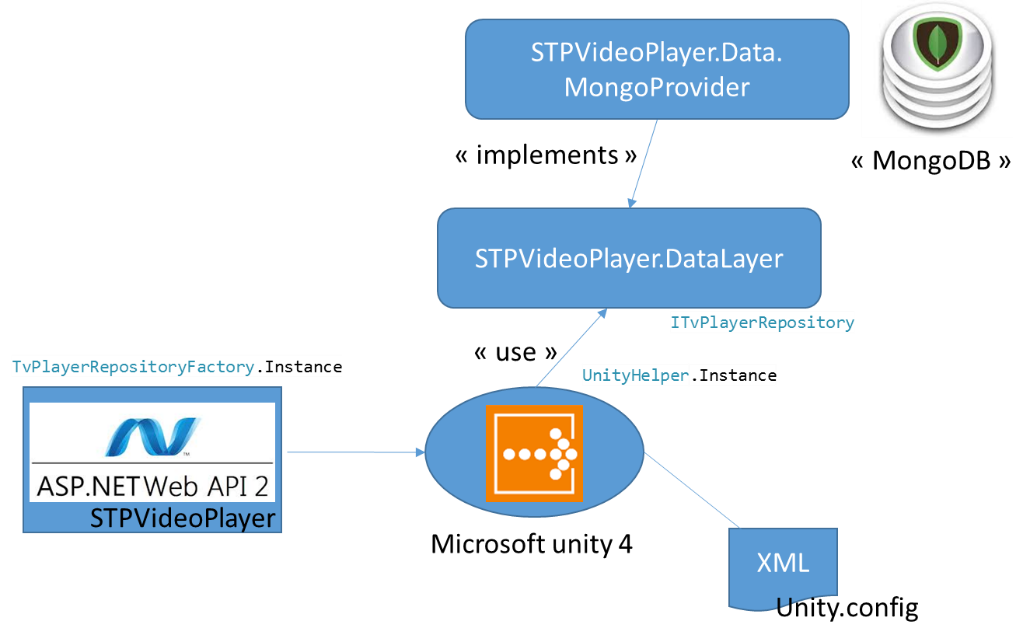 STPVideoPlayer.Data.
MongoProvider
« implements »
« MongoDB »
STPVideoPlayer.DataLayer
ITvPlayerRepository
« use »
TvPlayerRepositoryFactory.Instance
UnityHelper.Instance
ASP.NET Web API 2
STPVideoPlayer
Microsoft unity 4
XML
Unity.config